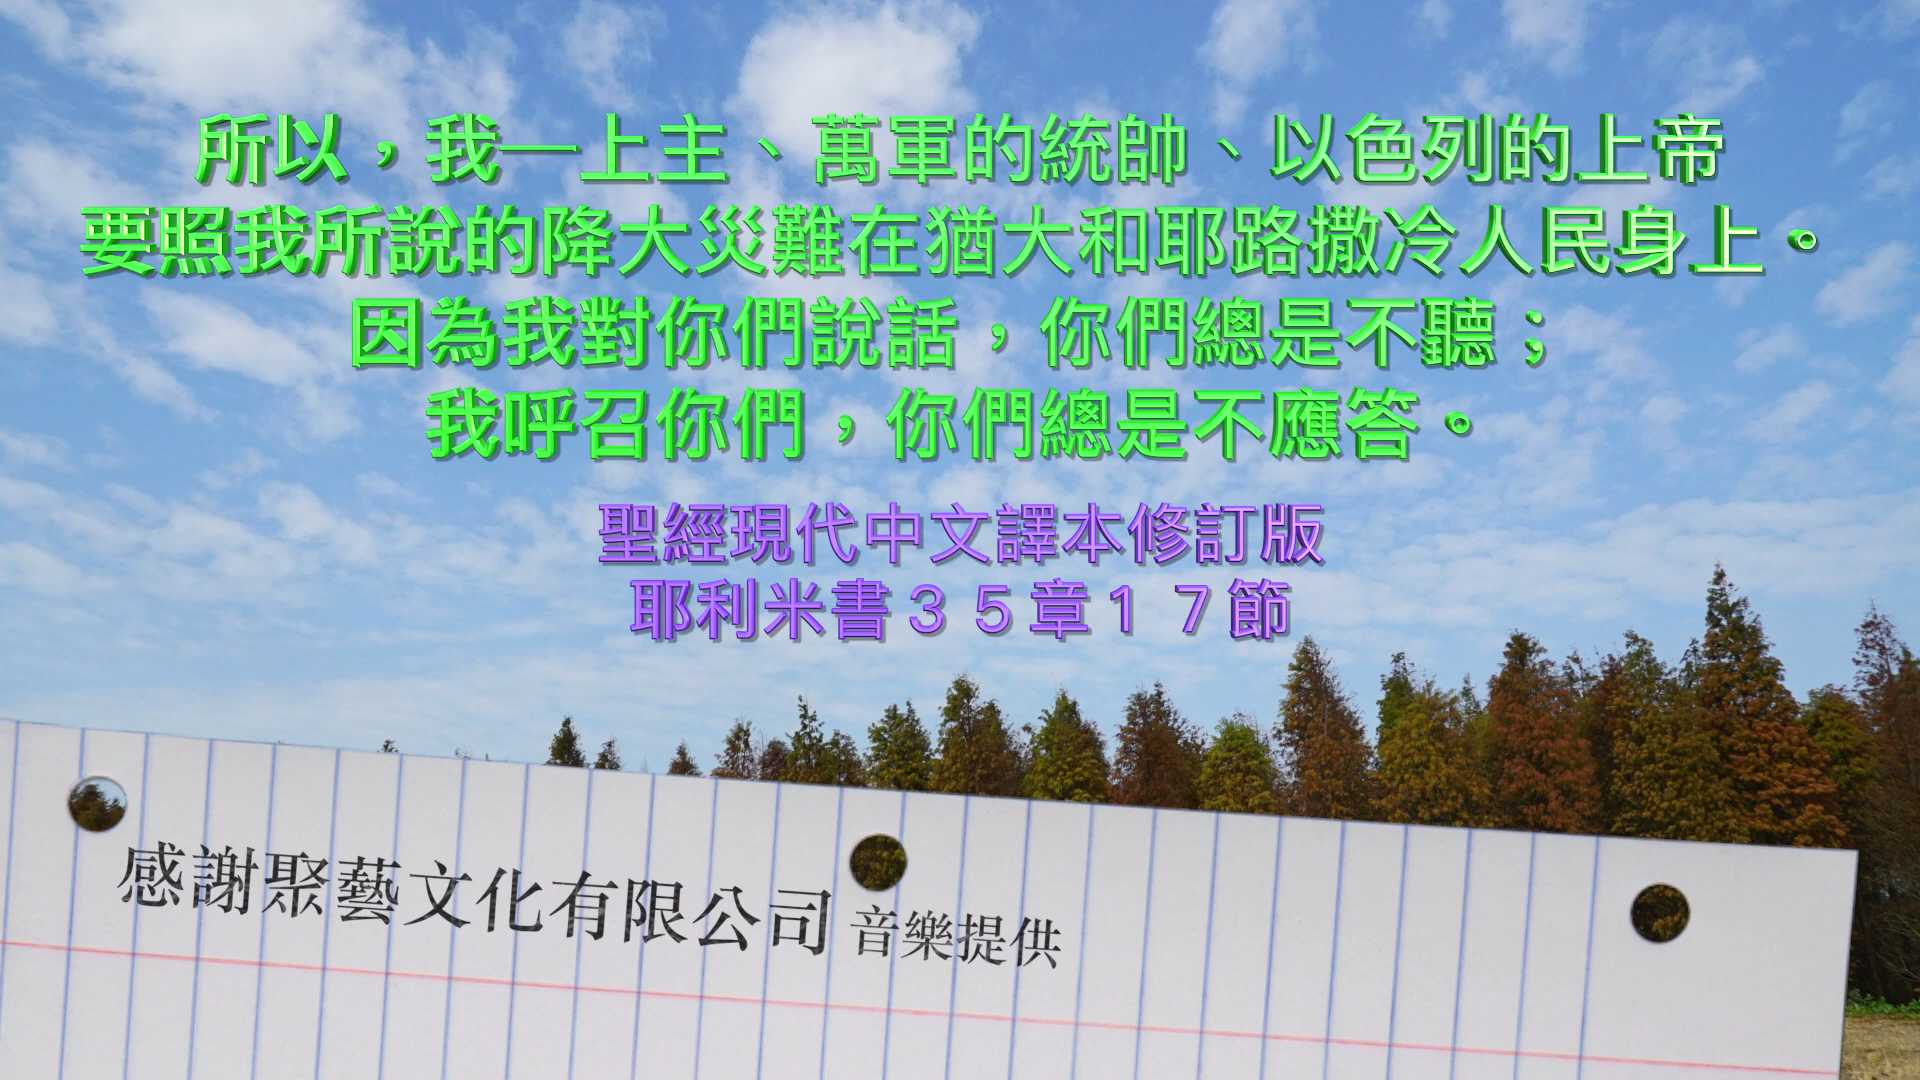 所以，我—上主、萬軍的統帥、以色列的上帝
要照我所說的降大災難在猶大和耶路撒冷人民身上。
因為我對你們說話，你們總是不聽；
我呼召你們，你們總是不應答。
聖經現代中文譯本修訂版
耶利米書３５章１７節
感謝聚藝文化有限公司 音樂提供